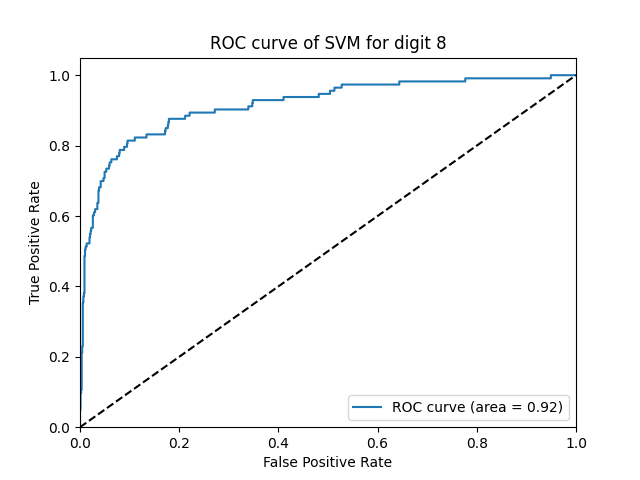 ROC curve of SVM for digit 8
True Positive Rate
1.0
0.8
0.6
0.4
0.2
0.0
ROC curve (area = 0.92)
0.0 0.2 0.4 0.6 0.8 1.0
False Positive Rate